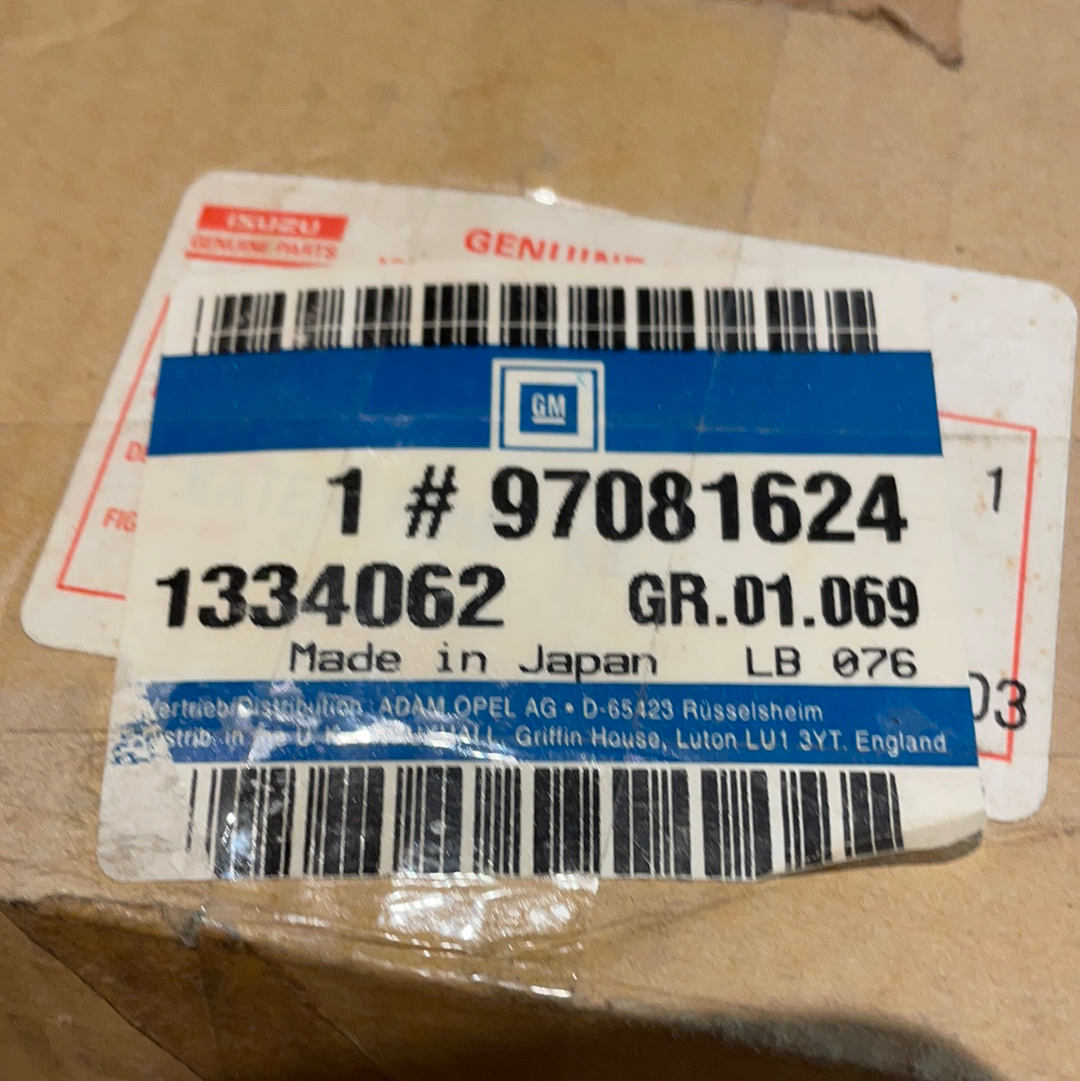 ISUZU
GENUINE PARTS
GENUINE
GM
1 # 97081624
1
1334062 GR.01.069
Made in Japan LB 076
03
Vertrieb/Distribution: ADAM OPEL AG • D-65423 Rüsselsheim
in Griffin House, Luton LU1 3YT. England